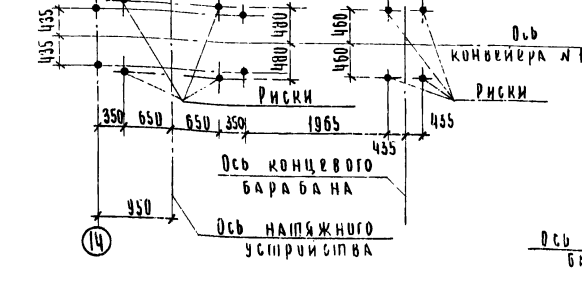 435
480
460
Ось
конвейера N
435
480
460
Риски
Риски
350 650 650 350 1965
435
435
Ось концевого
барабана
950
Ось натяжного
устройства
14
Ось